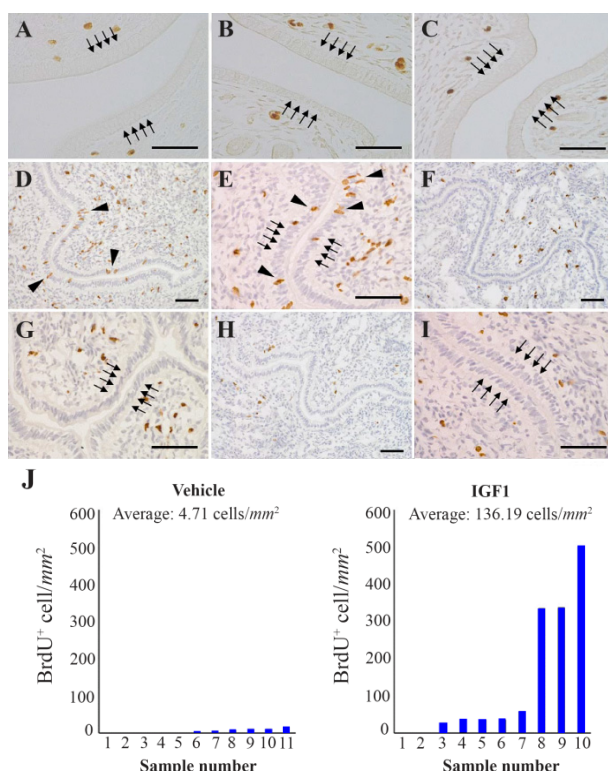 A B C
D E F
G H I
J
Vehicle
Average: 4.71 cells/mm²
BrdU⁺ cell/mm²
600
500
400
300
200
100
0
1 2 3 4 5 6 7 8 9 10 11
Sample number
IGF1
Average: 136.19 cells/mm²
BrdU⁺ cell/mm²
600
500
400
300
200
100
0
1 2 3 4 5 6 7 8 9 10
Sample number